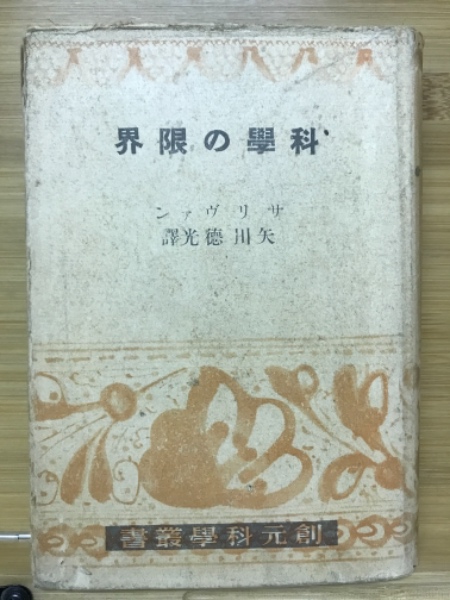 科學の限界
サリヴァン
矢川德光譯
創元科學叢書